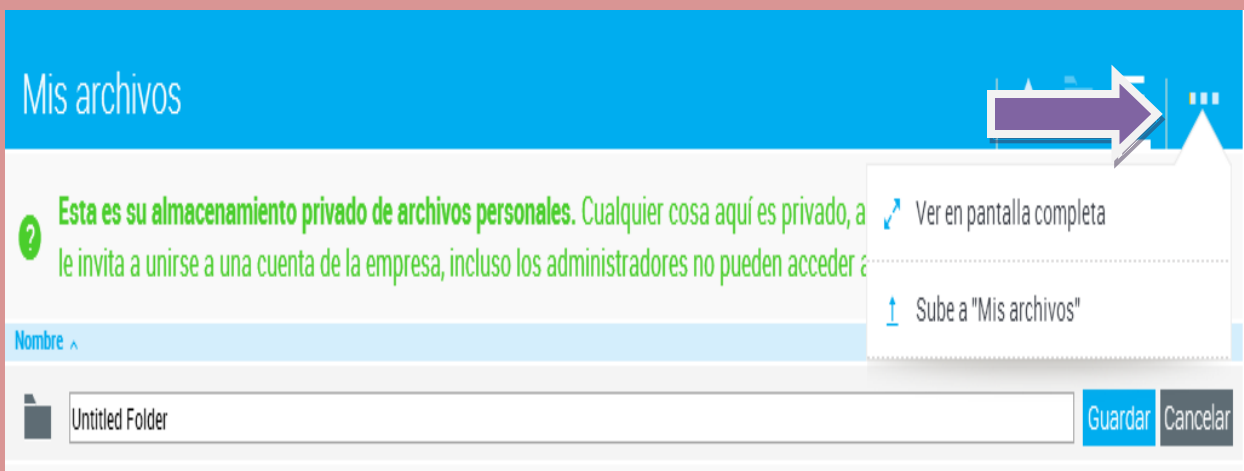 Mis archivos
Esta es su almacenamiento privado de archivos personales. Cualquier cosa aquí es privado, a
le invita a unirse a una cuenta de la empresa, incluso los administradores no pueden acceder a
Ver en pantalla completa
Sube a "Mis archivos"
Nombre
Untitled Folder
Guardar Cancelar